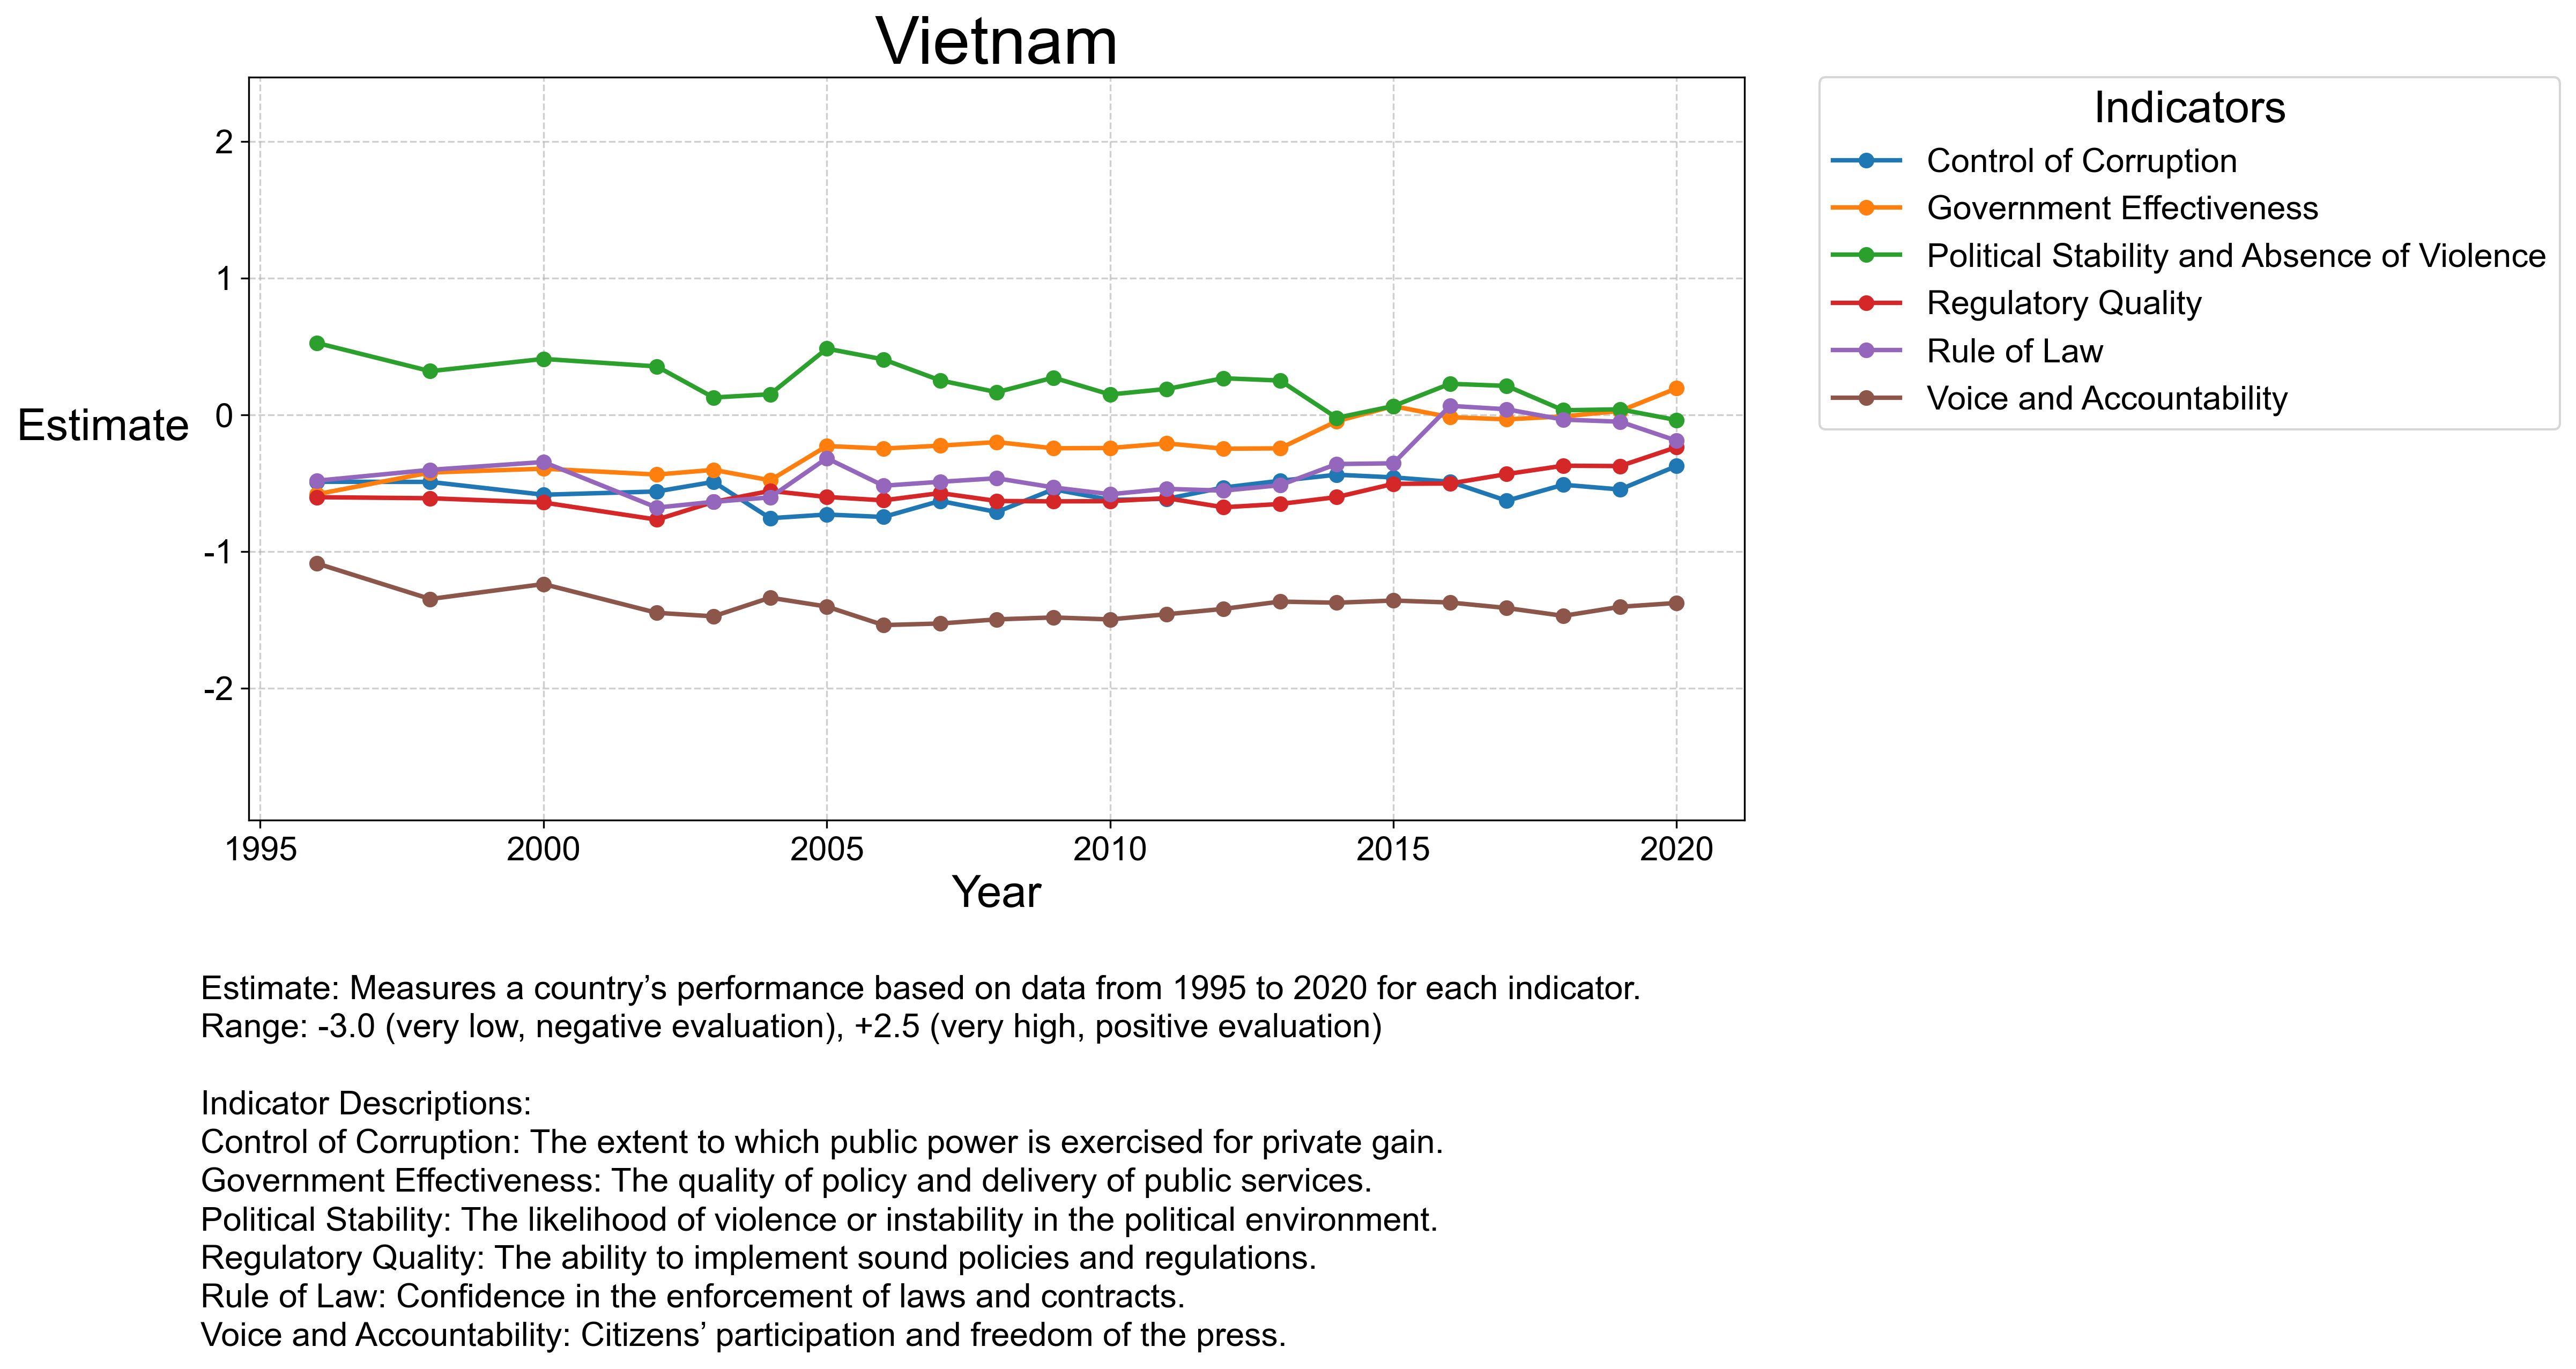 Vietnam
Indicators
Control of Corruption
Government Effectiveness
Political Stability and Absence of Violence
Regulatory Quality
Rule of Law
Voice and Accountability
2
1
0
-1
-2
Estimate
1995 2000 2005 2010 2015 2020
Year
Estimate: Measures a country’s performance based on data from 1995 to 2020 for each indicator.
Range: -3.0 (very low, negative evaluation), +2.5 (very high, positive evaluation)
Indicator Descriptions:
Control of Corruption: The extent to which public power is exercised for private gain.
Government Effectiveness: The quality of policy and delivery of public services.
Political Stability: The likelihood of violence or instability in the political environment.
Regulatory Quality: The ability to implement sound policies and regulations.
Rule of Law: Confidence in the enforcement of laws and contracts.
Voice and Accountability: Citizens’ participation and freedom of the press.